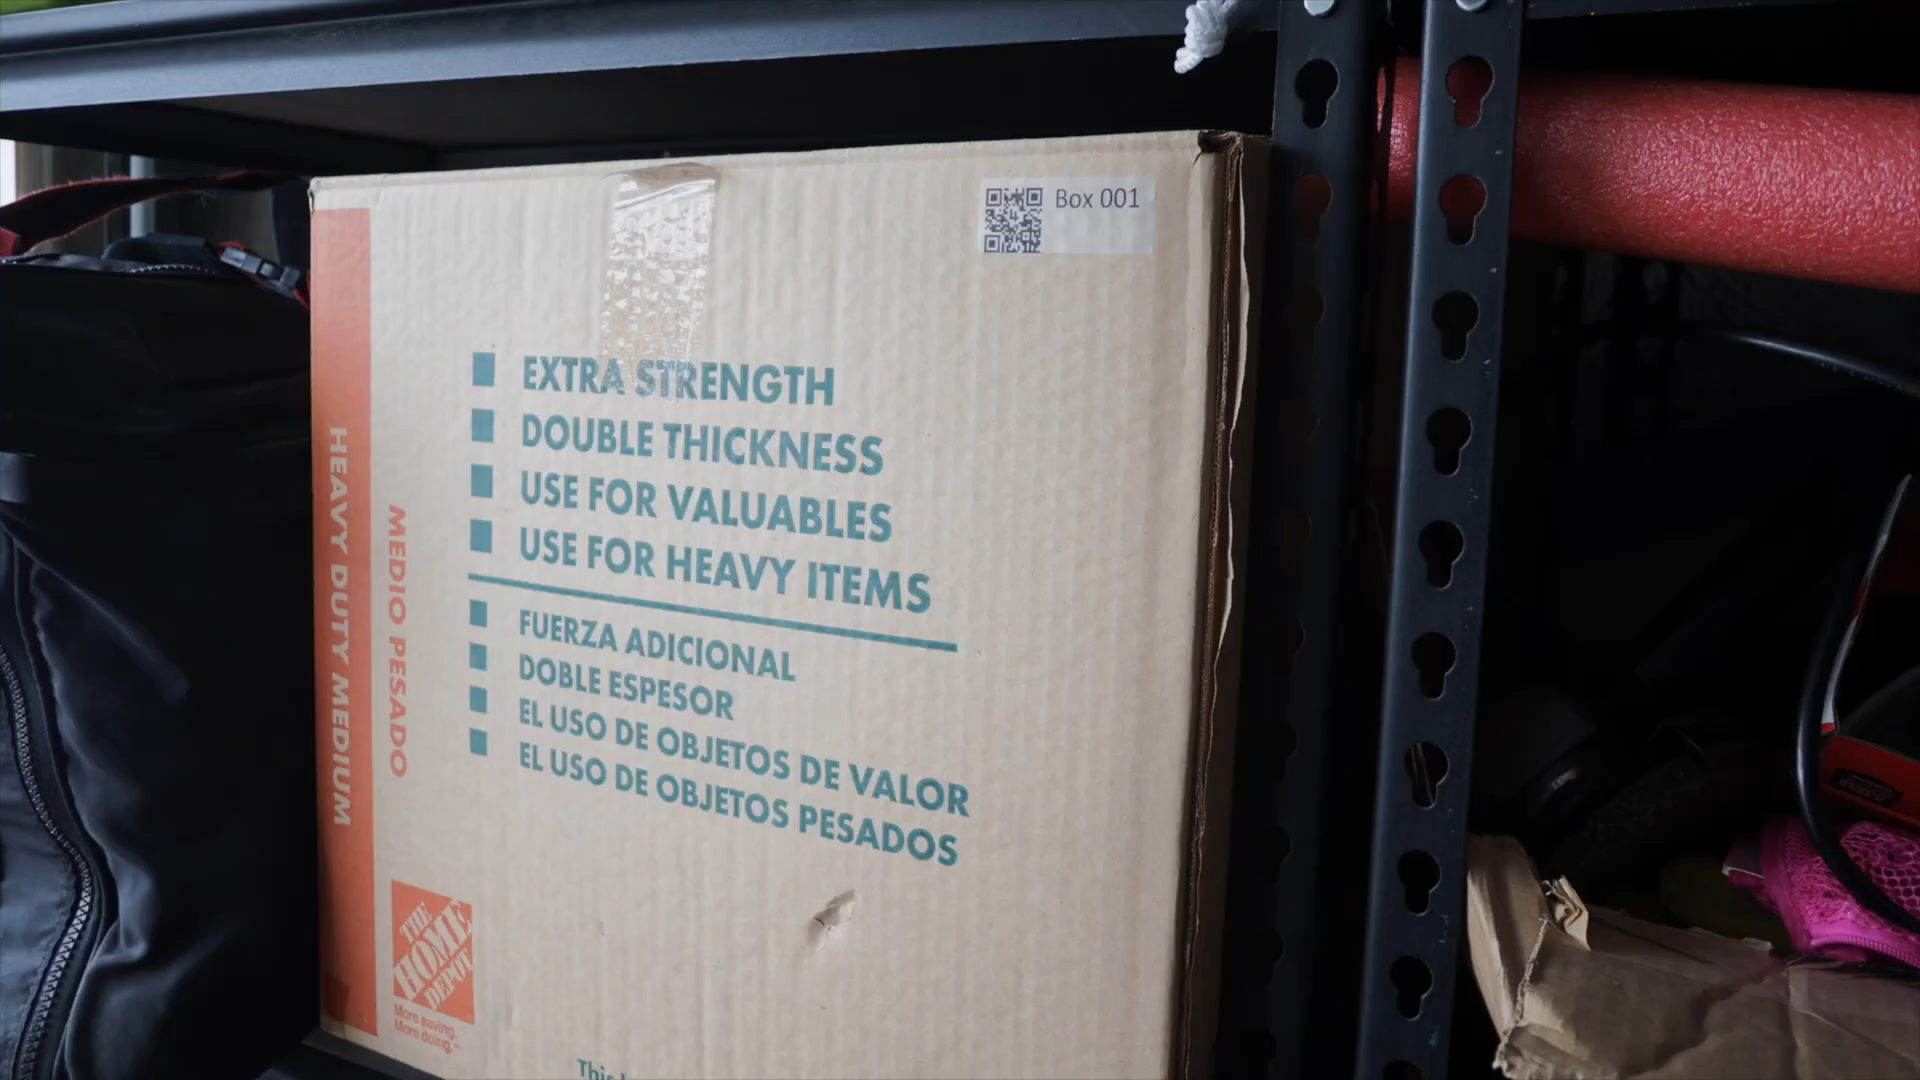 Box 001
EXTRA STRENGTH
DOUBLE THICKNESS
USE FOR VALUABLES
USE FOR HEAVY ITEMS
FUERZA ADICIONAL
DOBLE ESPESOR
EL USO DE OBJETOS DE VALOR
EL USO DE OBJETOS PESADOS
HEAVY DUTY MEDIUM
MEDIO PESADO
THE
HOME
DEPOT
More saving.
More doing.
This